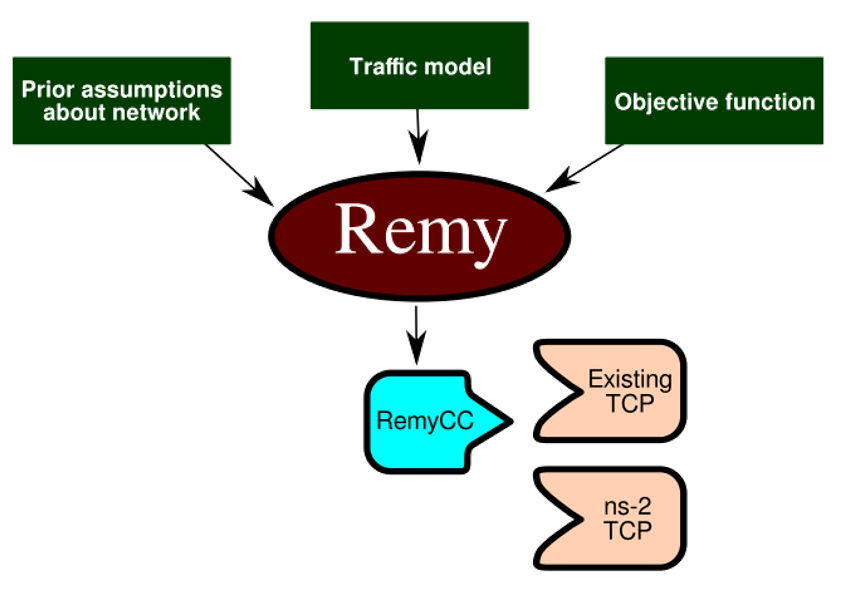 Traffic model
Prior assumptions
about network
Objective function
Remy
RemyCC
Existing
TCP
ns-2
TCP